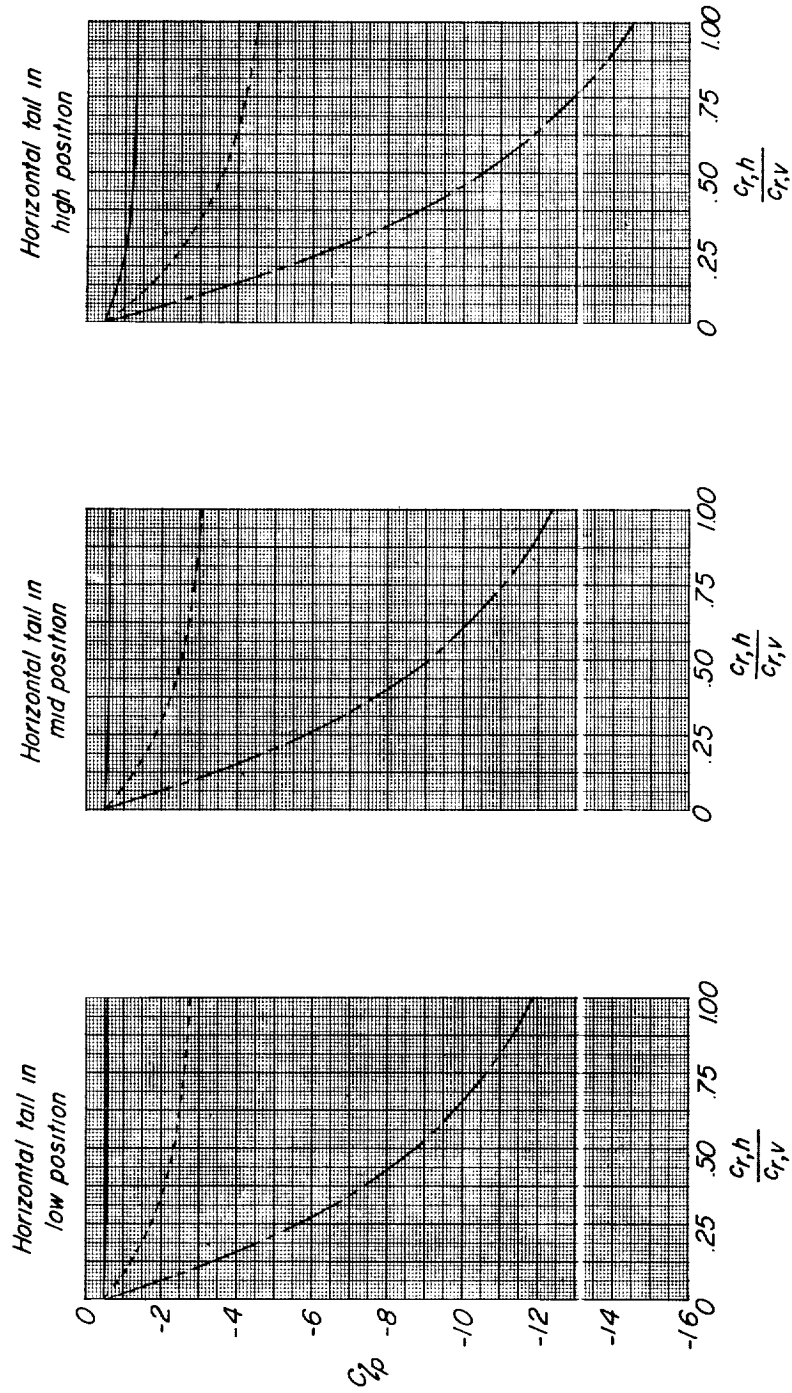 Horizontal tail in
low position
Horizontal tail in
mid position
Horizontal tail in
high position
0
-2
-4
-6
-8
-10
-12
-14
-16
Clp
0 .25 .50 .75 1.00
cr,h
cr,v
0 .25 .50 .75 1.00
cr,h
cr,v
0 .25 .50 .75 1.00
cr,h
cr,v